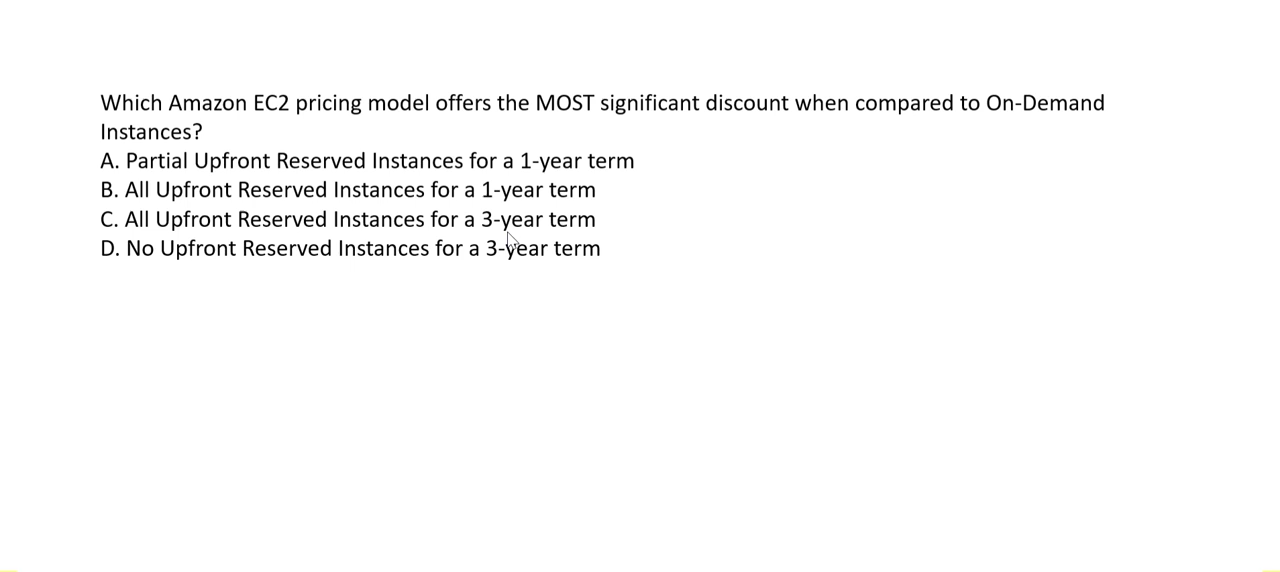 Which Amazon EC2 pricing model offers the MOST significant discount when compared to On-Demand
Instances?
A. Partial Upfront Reserved Instances for a 1-year term
B. All Upfront Reserved Instances for a 1-year term
C. All Upfront Reserved Instances for a 3-year term
D. No Upfront Reserved Instances for a 3-year term